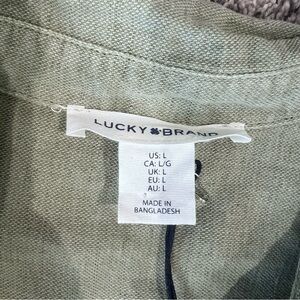 LUCKY BRAND
US: L
CA: L/G
UK: L
EU: L
AU: L
MADE IN
BANGLADESH